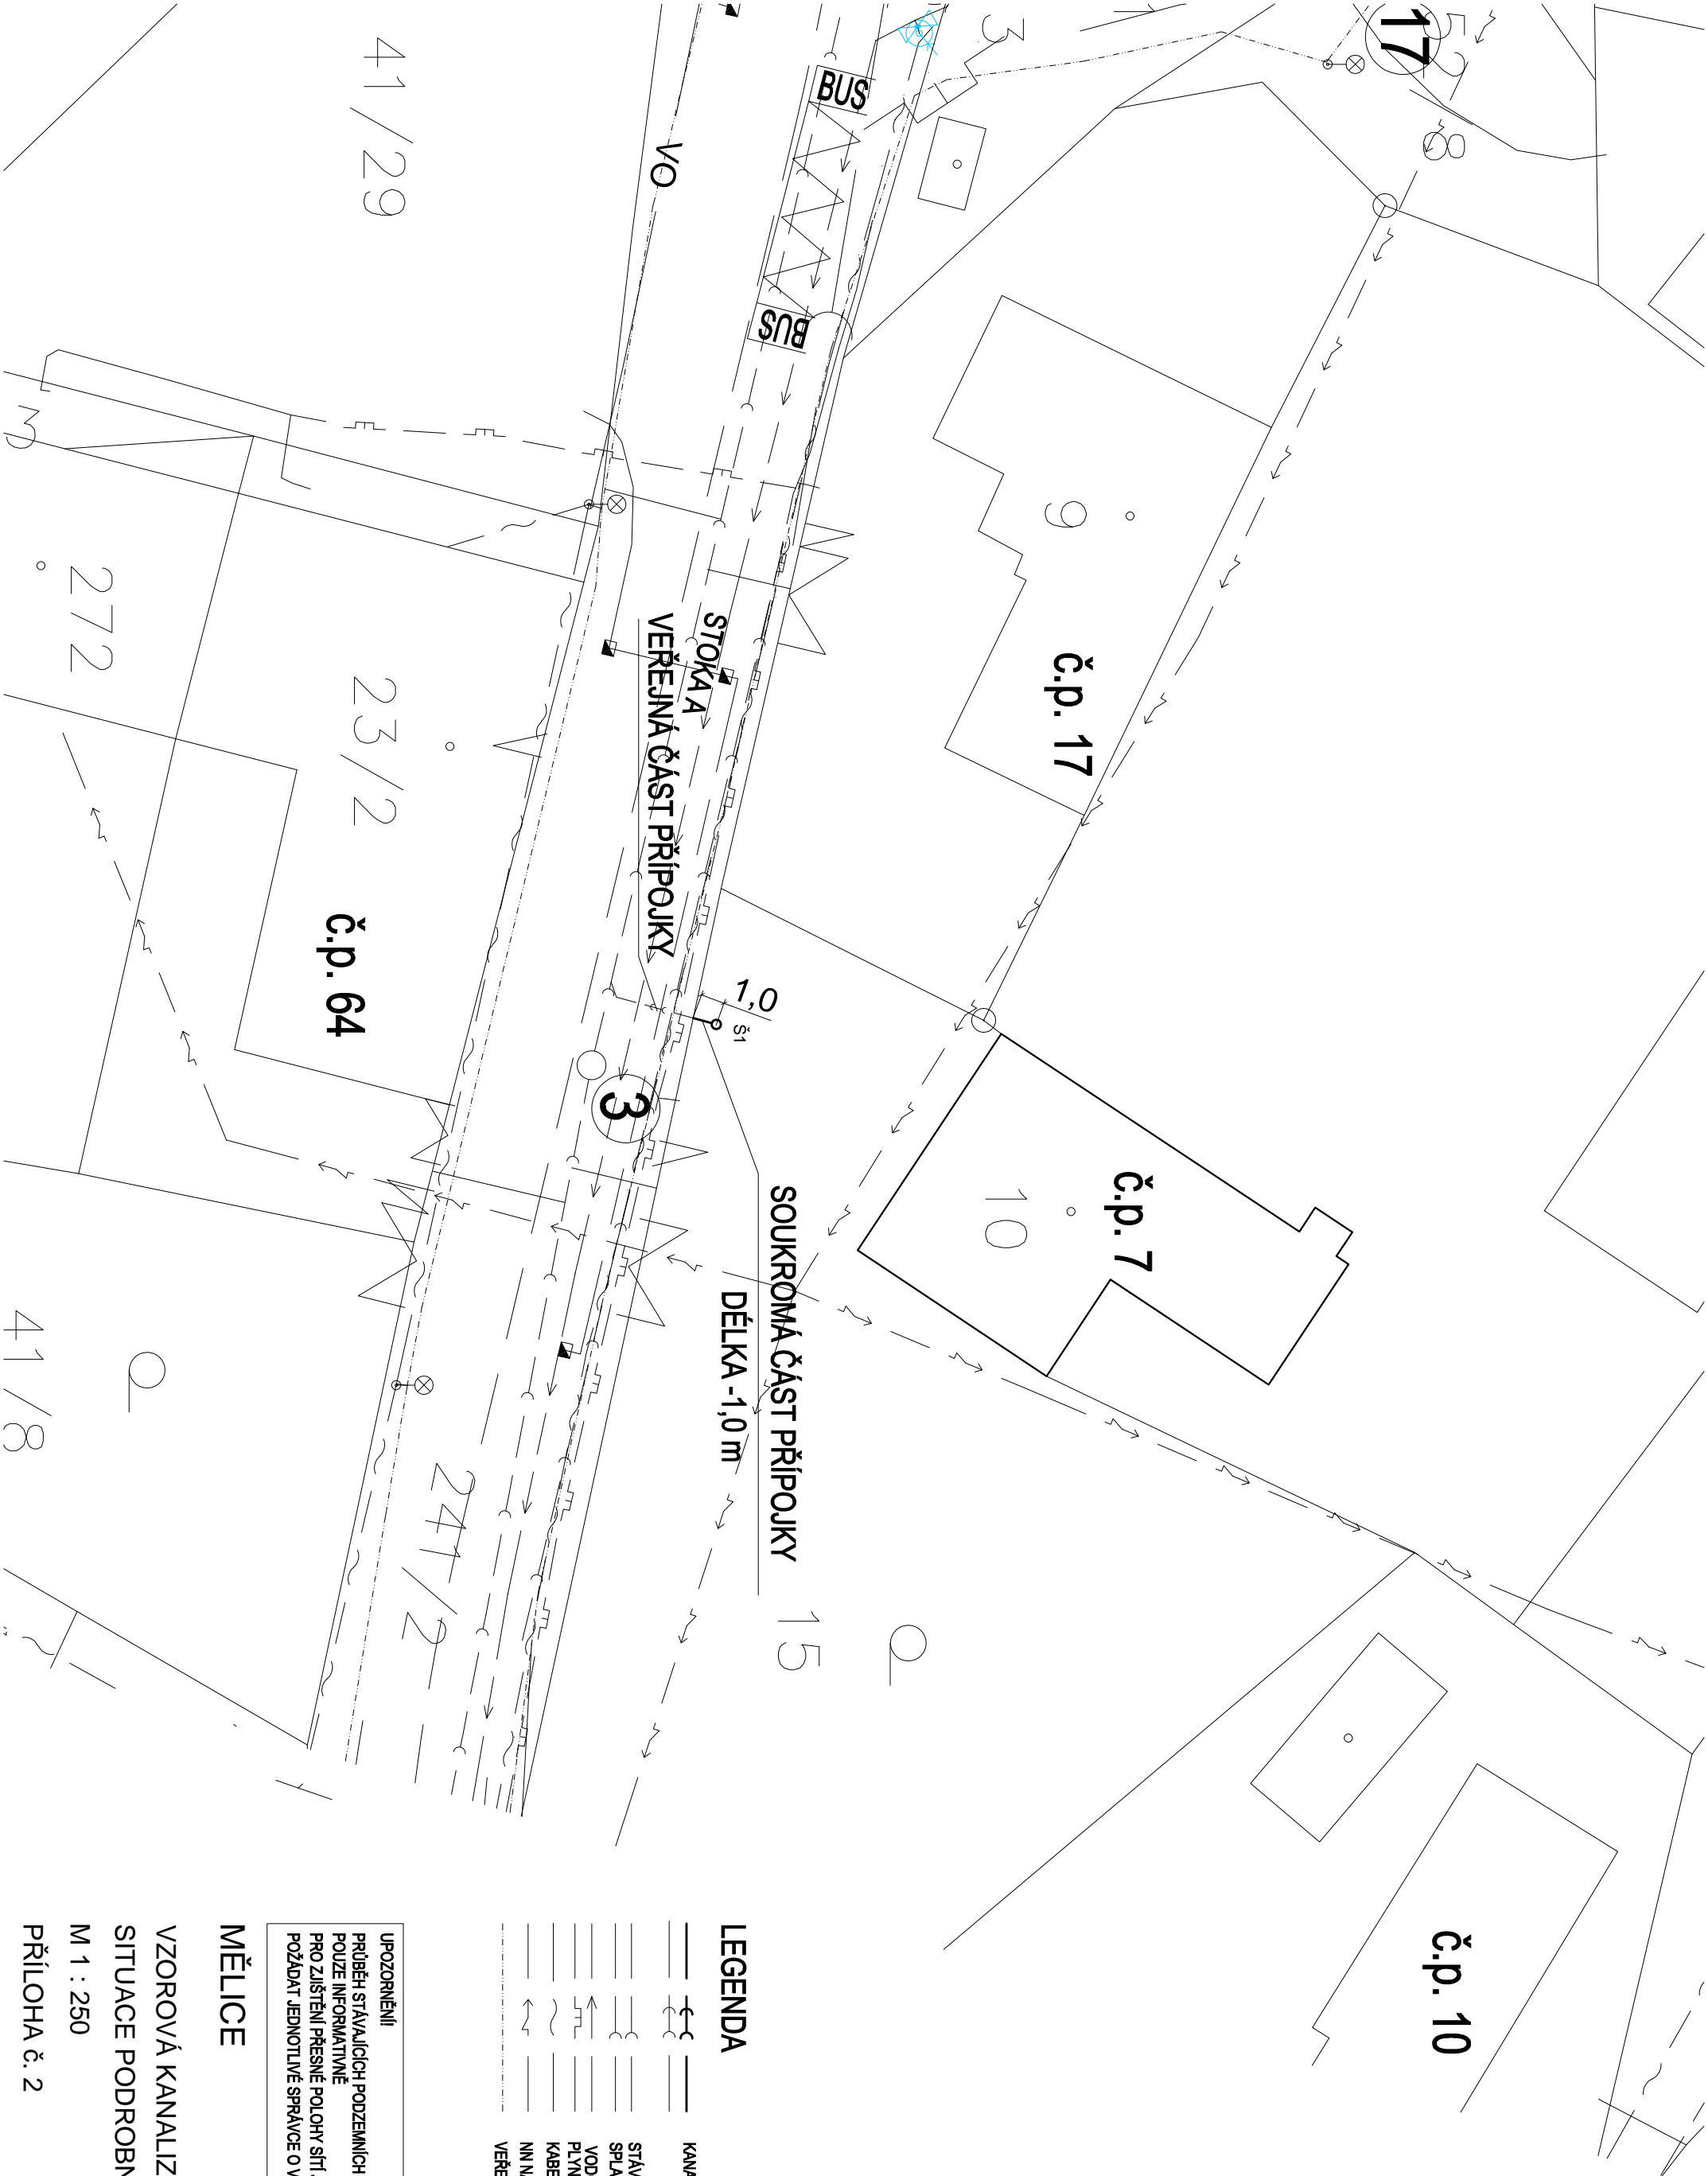 17
53
8
3
BUS
BUS
VO
41/29
9
č.p. 17
STOKA A
VEŘEJNÁ ČÁST PŘÍPOJKY
3
272
23/2
č.p. 64
1,0
Š1
3
č.p. 7
10
SOUKROMÁ ČÁST PŘÍPOJKY
DÉLKA -1,0 m
15
41/8
241/2
č.p. 10
LEGENDA
UPOZORNĚNÍ!
PRŮBĚH STÁVAJÍCÍCH PODZEMNÍCH
POUZE INFORMATIVNĚ
PRO ZJIŠTĚNÍ PŘESNÉ POLOHY SÍTÍ
POŽÁDAT JEDNOTLIVÉ SPRÁVCE O
MĚLICE
VZOROVÁ KANALIZ
SITUACE PODROBN
M 1 : 250
PŘÍLOHA č. 2